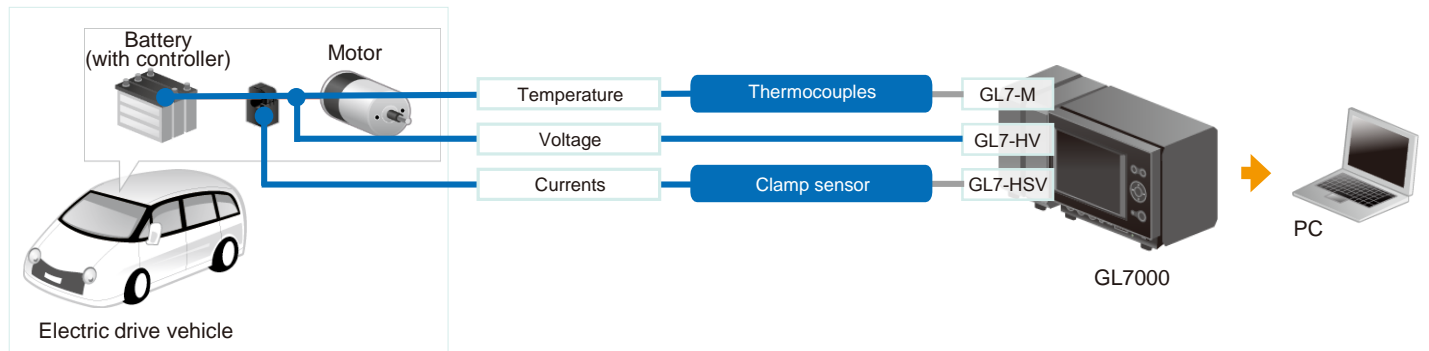 Battery
(with controller)
Motor
Temperature
Thermocouples
GL7-M
Voltage
GL7-HV
Currents
Clamp sensor
GL7-HSV
PC
GL7000
Electric drive vehicle